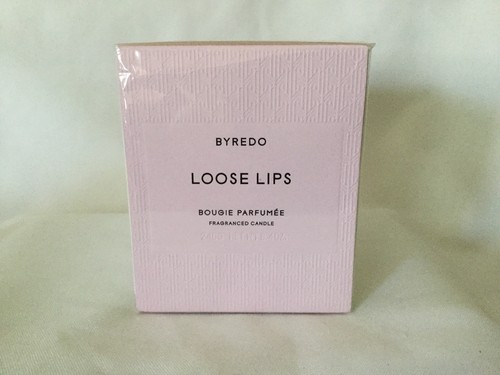 BYREDO
LOOSE LIPS
BOUGIE PARFUMÉE
FRAGRANCED CANDLE